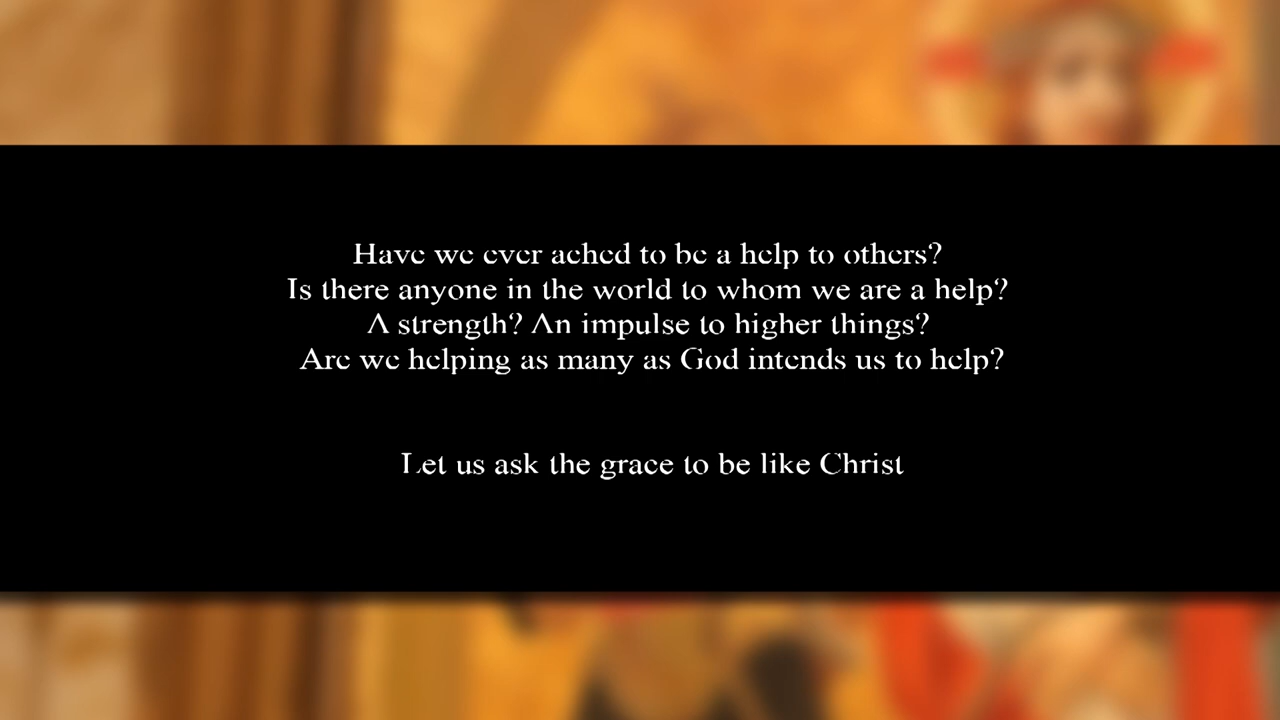 Have we ever ached to be a help to others?
Is there anyone in the world to whom we are a help?
A strength? An impulse to higher things?
Are we helping as many as God intends us to help?
Let us ask the grace to be like Christ